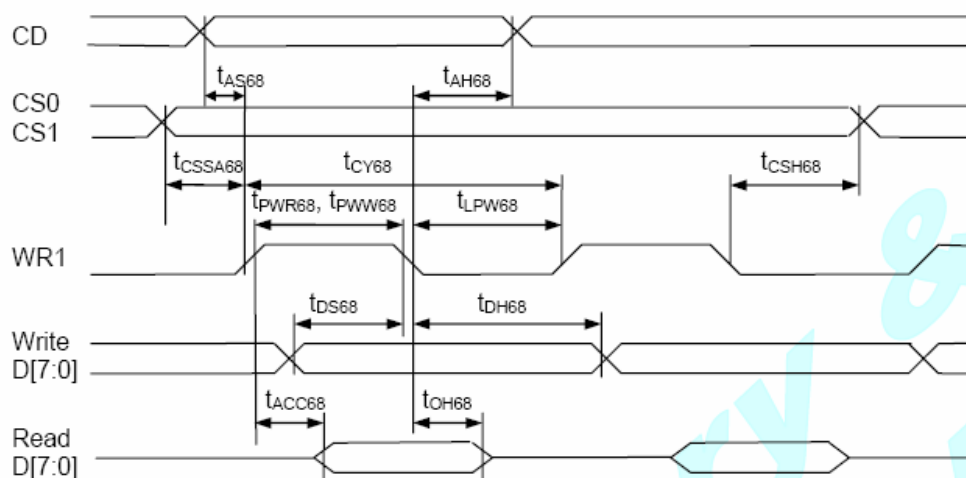 CD
tAS68 tAH68
CS0
CS1
tCSSA68 tCY68 tCSH68
tPWR68, tPWW68 tLPW68
WR1
tDS68 tDH68
Write
D[7:0]
tACC68 tOH68
Read
D[7:0]